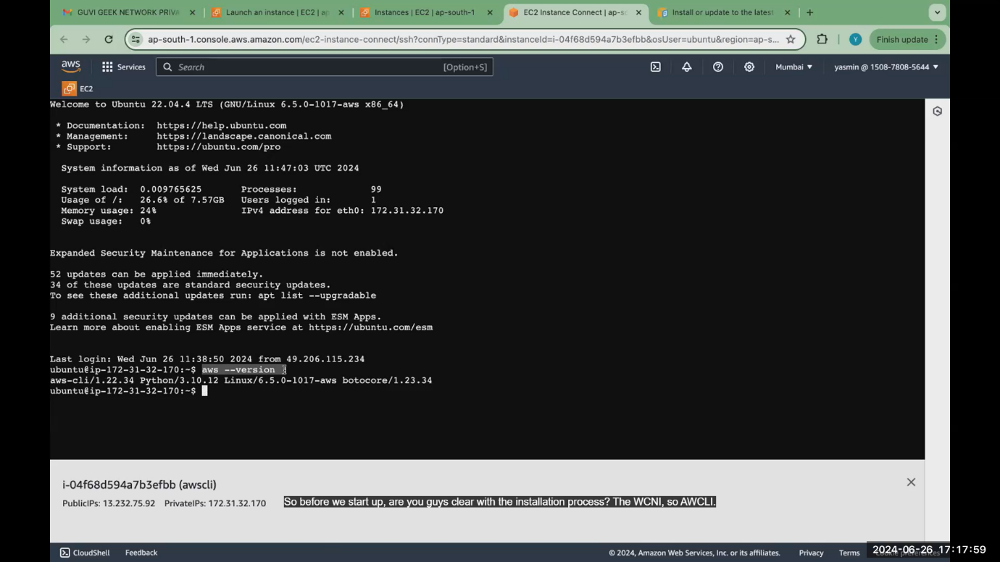 GUVI GEEK NETWORK PRIVA
Launch an instance | EC2 | ap
Instances | EC2 | ap-south-1
EC2 Instance Connect | ap-so
Install or update to the latest
ap-south-1.console.aws.amazon.com/ec2-instance-connect/ssh?connType=standard&instanceId=i-04f68d594a7b3efbb&osUser=ubuntu&region=ap-s...
Y
Finish update
aws
Services
Search
[Option+S]
Mumbai
yasmin @ 1508-7808-5644
EC2
Welcome to Ubuntu 22.04.4 LTS (GNU/Linux 6.5.0-1017-aws x86_64)
* Documentation: https://help.ubuntu.com
* Management: https://landscape.canonical.com
* Support: https://ubuntu.com/pro
System information as of Wed Jun 26 11:47:03 UTC 2024
System load: 0.009765625 Processes: 99
Usage of /: 26.6% of 7.57GB Users logged in: 1
Memory usage: 24% IPv4 address for eth0: 172.31.32.170
Swap usage: 0%
Expanded Security Maintenance for Applications is not enabled.
52 updates can be applied immediately.
34 of these updates are standard security updates.
To see these additional updates run: apt list --upgradable
9 additional security updates can be applied with ESM Apps.
Learn more about enabling ESM Apps service at https://ubuntu.com/esm
Last login: Wed Jun 26 11:38:50 2024 from 49.206.115.234
ubuntu@ip-172-31-32-170:~$ aws --version
aws-cli/1.22.34 Python/3.10.12 Linux/6.5.0-1017-aws botocore/1.23.34
ubuntu@ip-172-31-32-170:~$
i-04f68d594a7b3efbb (awscli)
PublicIPs: 13.232.75.92 PrivateIPs: 172.31.32.170
So before we start up, are you guys clear with the installation process? The WCNI, so AWCLI.
CloudShell
Feedback
© 2024, Amazon Web Services, Inc. or its affiliates.
Privacy
Terms
2024-06-26 17:17:59